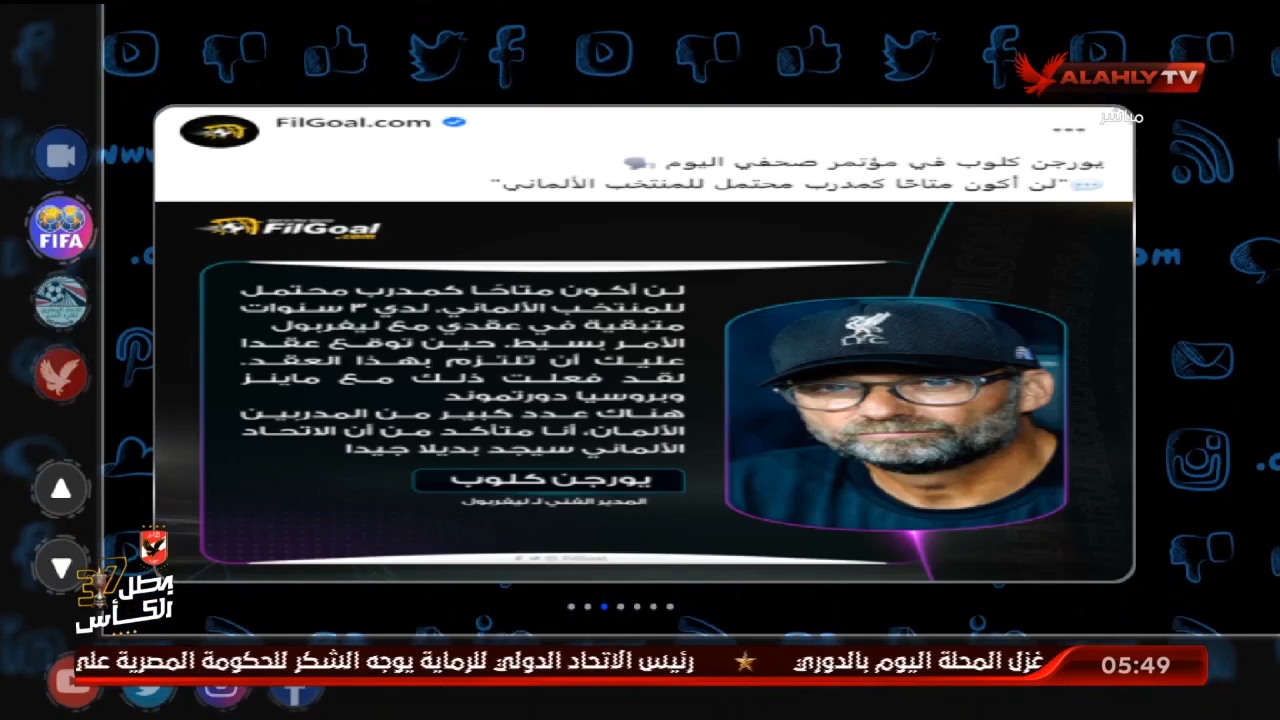 ALAHLY TV
مباشر
FilGoal.com
يورجن كلوب في مؤتمر صحفي اليوم
"لن أكون متاحًا كمدرب محتمل للمنتخب الألماني"
FilGoal
.com
لن أكون متاحًا كمدرب محتمل
للمنتخب الألماني، لدي ٣ سنوات
متبقية في عقدي مع ليفربول
الأمر بسيط، حين توقع عقدا
عليك أن تلتزم بهذا العقد.
لقد فعلت ذلك مع ماينز
وبروسيا دورتموند
هناك عدد كبير من المدربين
الألمان، أنا متأكد من أن الاتحاد
الألماني سيجد بديلا جيدا
يورجن كلوب
المدير الفني لـ ليفربول
L.F.C.
FIFA
37
بطل
الكأس
غزل المحلة اليوم بالدوري
رئيس الاتحاد الدولي للرماية يوجه الشكر للحكومة المصرية على
05:49